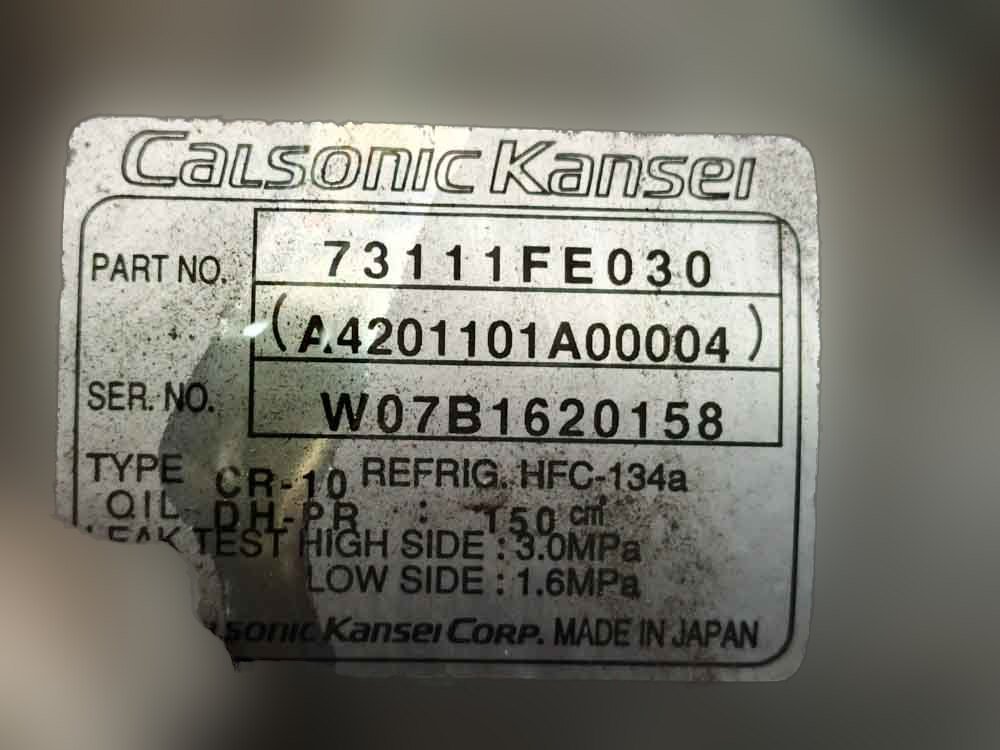 Calsonic Kansei
PART NO. 73111FE030
(A4201101A00004)
SER. NO. W07B1620158
TYPE CR-10 REFRIG. HFC-134a
OIL DH-PR : 150 cm³
TEST HIGH SIDE : 3.0MPa
LOW SIDE : 1.6MPa
Kansei Corp. MADE IN JAPAN